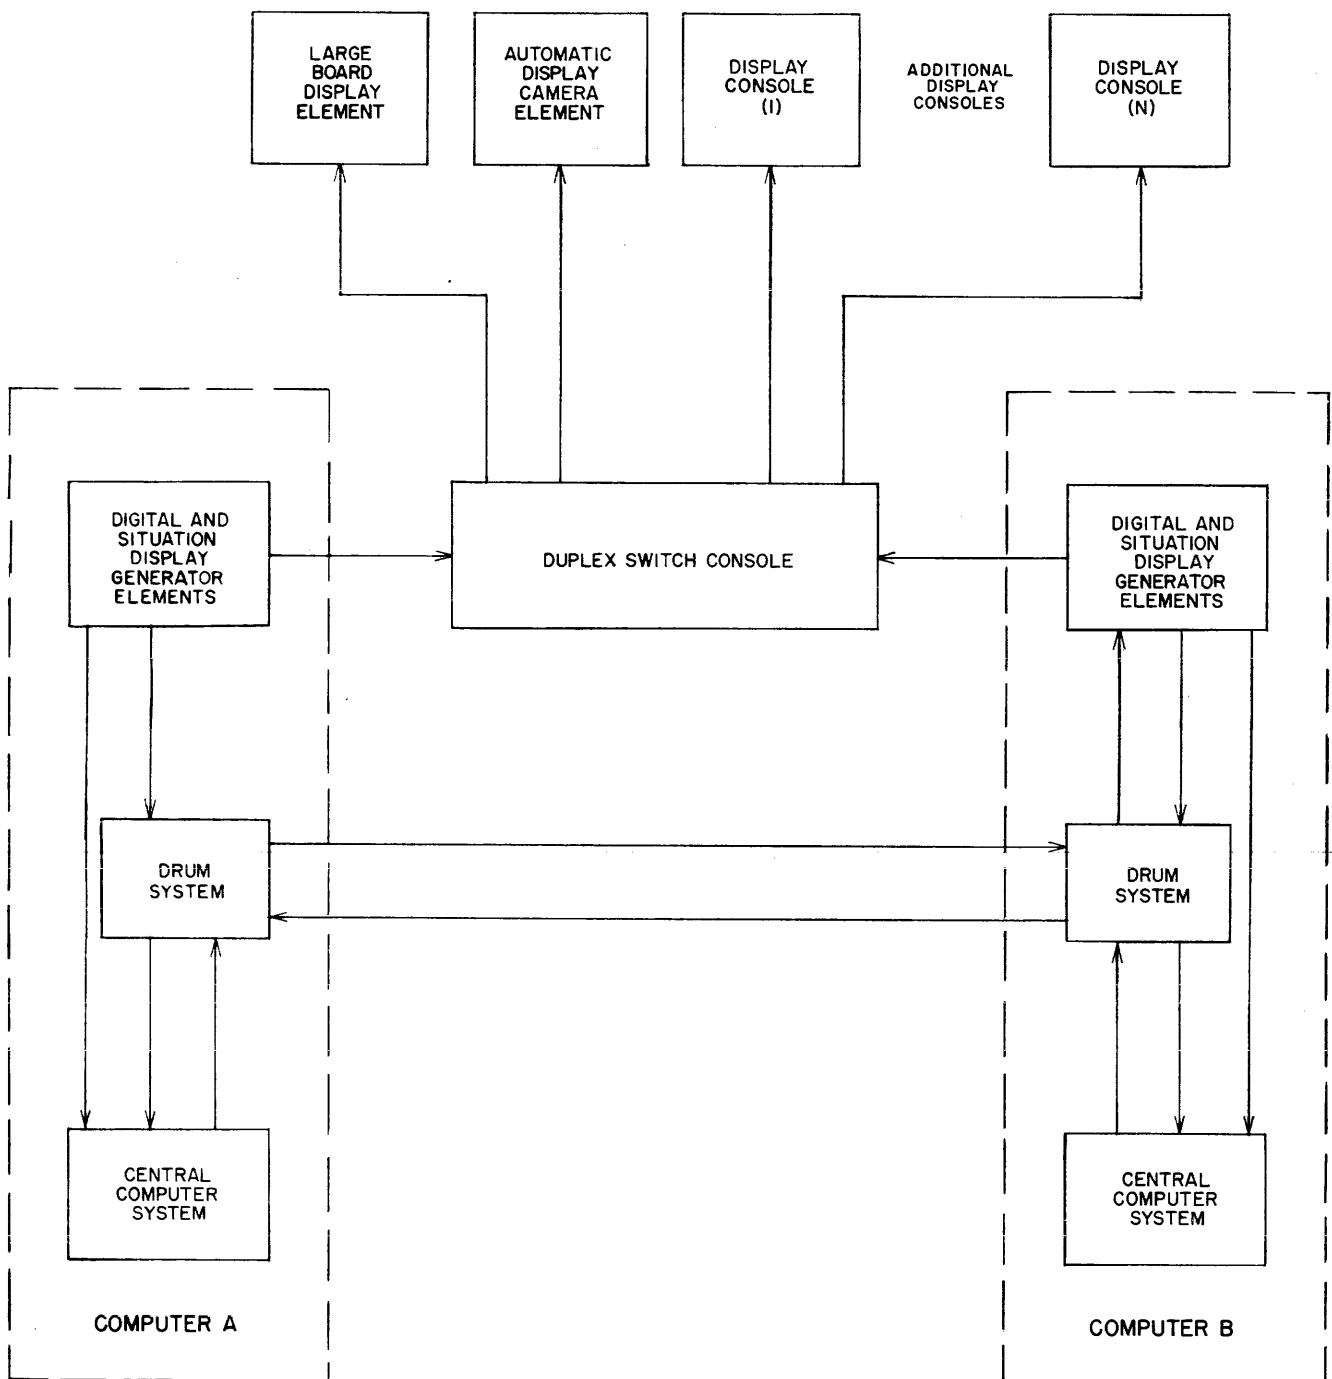 LARGE
BOARD
DISPLAY
ELEMENT
AUTOMATIC
DISPLAY
CAMERA
ELEMENT
DISPLAY
CONSOLE
(1)
ADDITIONAL
DISPLAY
CONSOLES
DISPLAY
CONSOLE
(N)
DIGITAL AND
SITUATION
DISPLAY
GENERATOR
ELEMENTS
DUPLEX SWITCH CONSOLE
DIGITAL AND
SITUATION
DISPLAY
GENERATOR
ELEMENTS
DRUM
SYSTEM
DRUM
SYSTEM
CENTRAL
COMPUTER
SYSTEM
CENTRAL
COMPUTER
SYSTEM
COMPUTER A
COMPUTER B